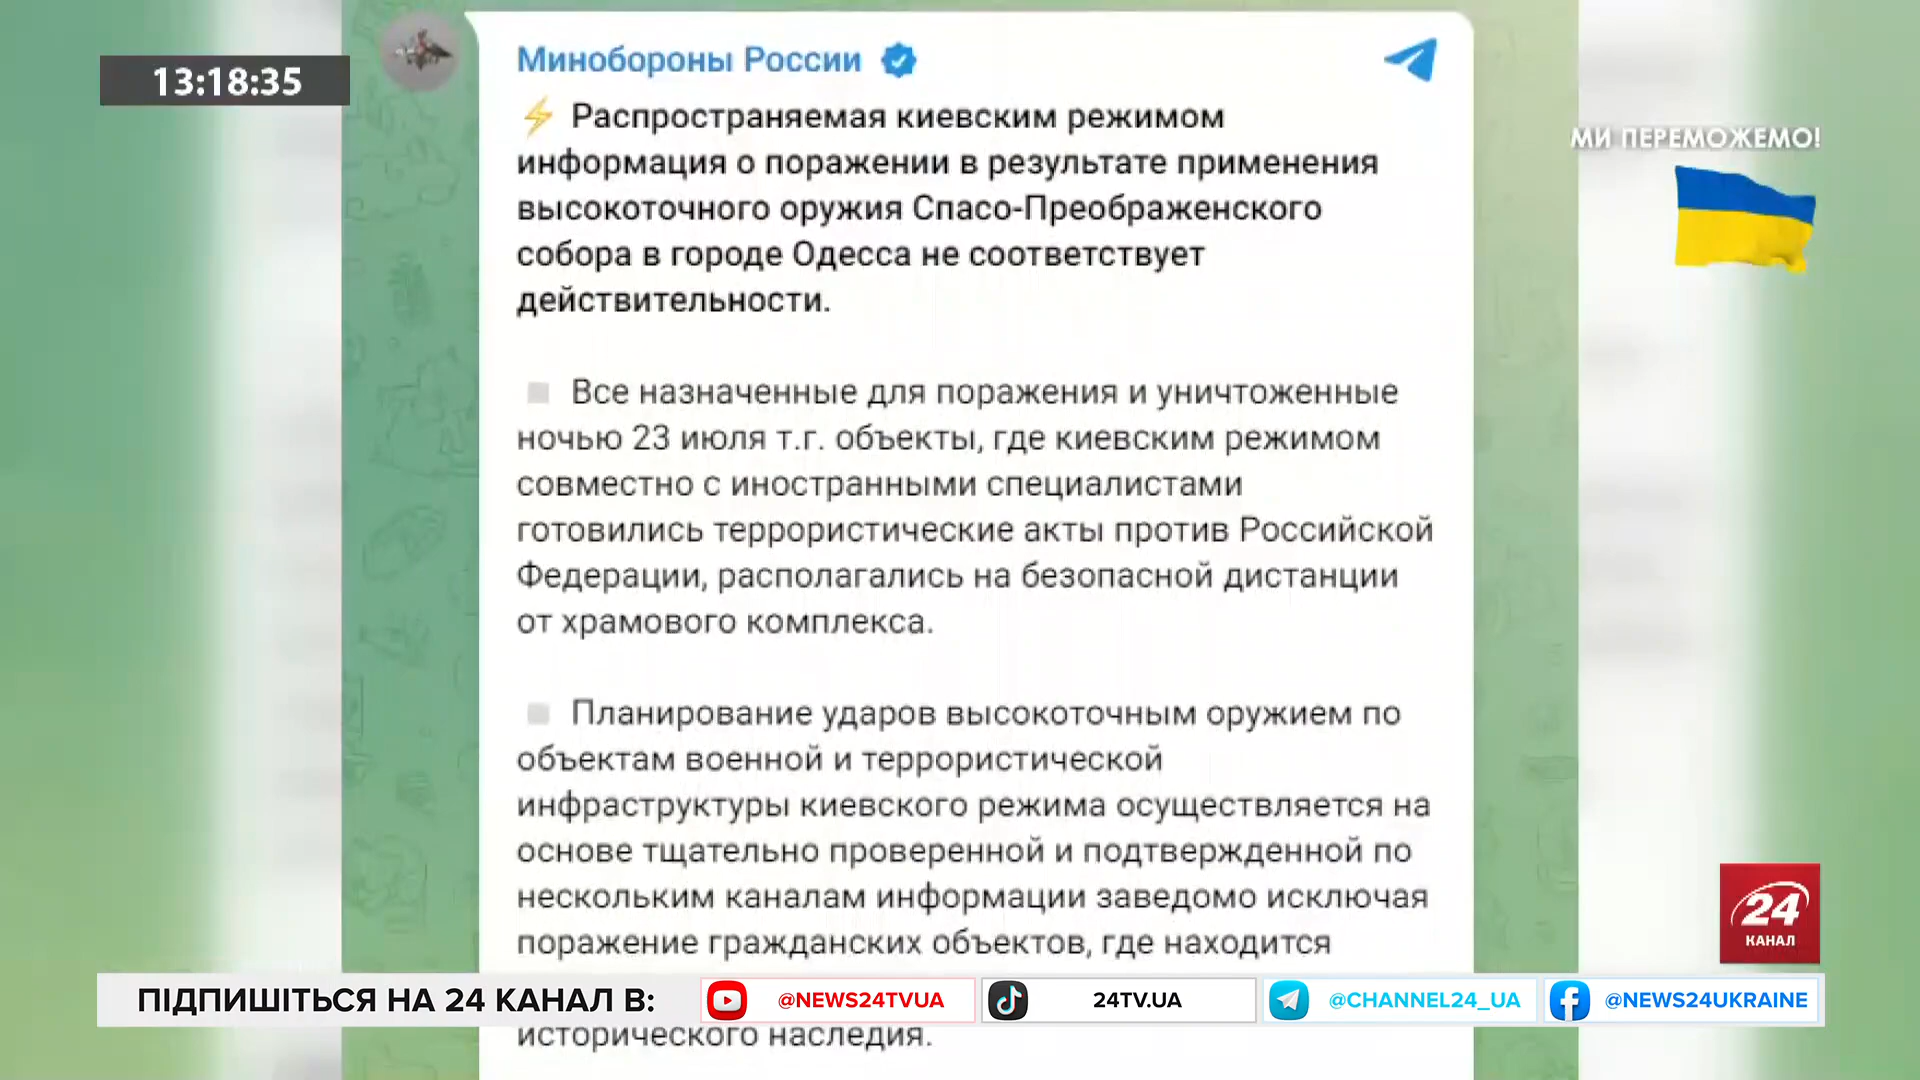 13:18:35
Минобороны России
Распространяемая киевским режимом
информация о поражении в результате применения
высокоточного оружия Спасо-Преображенского
собора в городе Одесса не соответствует
действительности.
Все назначенные для поражения и уничтоженные
ночью 23 июля т.г. объекты, где киевским режимом
совместно с иностранными специалистами
готовились террористические акты против Российской
Федерации, располагались на безопасной дистанции
от храмового комплекса.
Планирование ударов высокоточным оружием по
объектам военной и террористической
инфраструктуры киевского режима осуществляется на
основе тщательно проверенной и подтвержденной по
нескольким каналам информации заведомо исключая
поражение гражданских объектов, где находится
исторического наследия.
МИ ПЕРЕМОЖЕМО!
24
КАНАЛ
ПІДПИШІТЬСЯ НА 24 КАНАЛ В:
@NEWS24TVUA
24TV.UA
@CHANNEL24_UA
@NEWS24UKRAINE